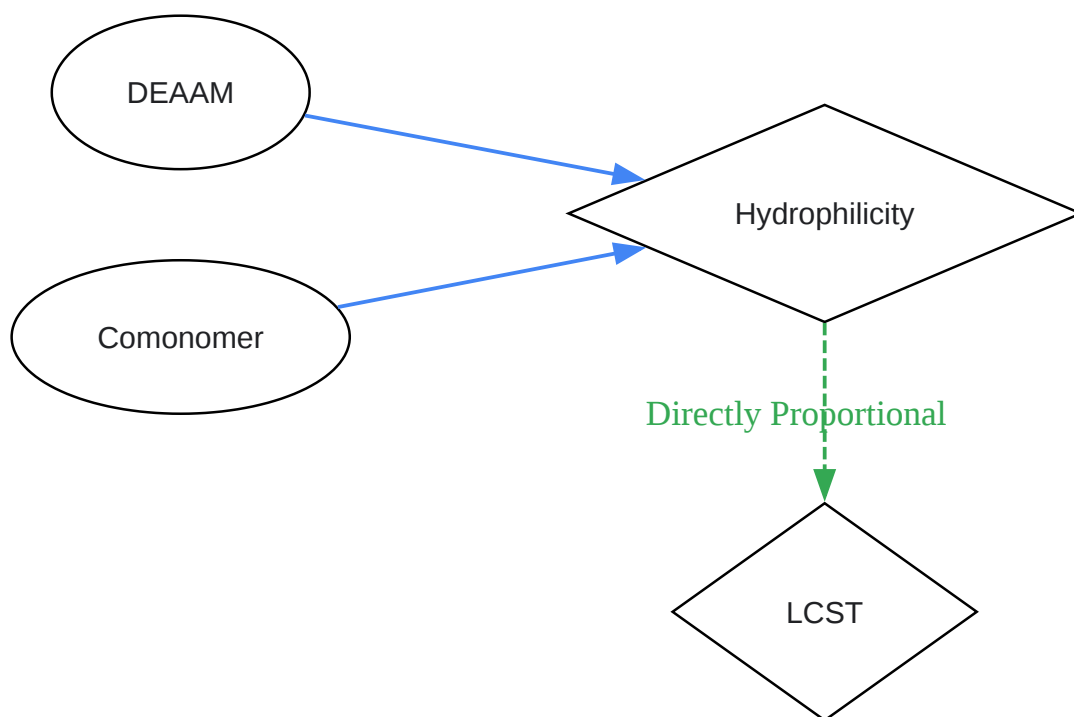 DEAAM
Hydrophilicity
Comonomer
Directly Proportional
LCST